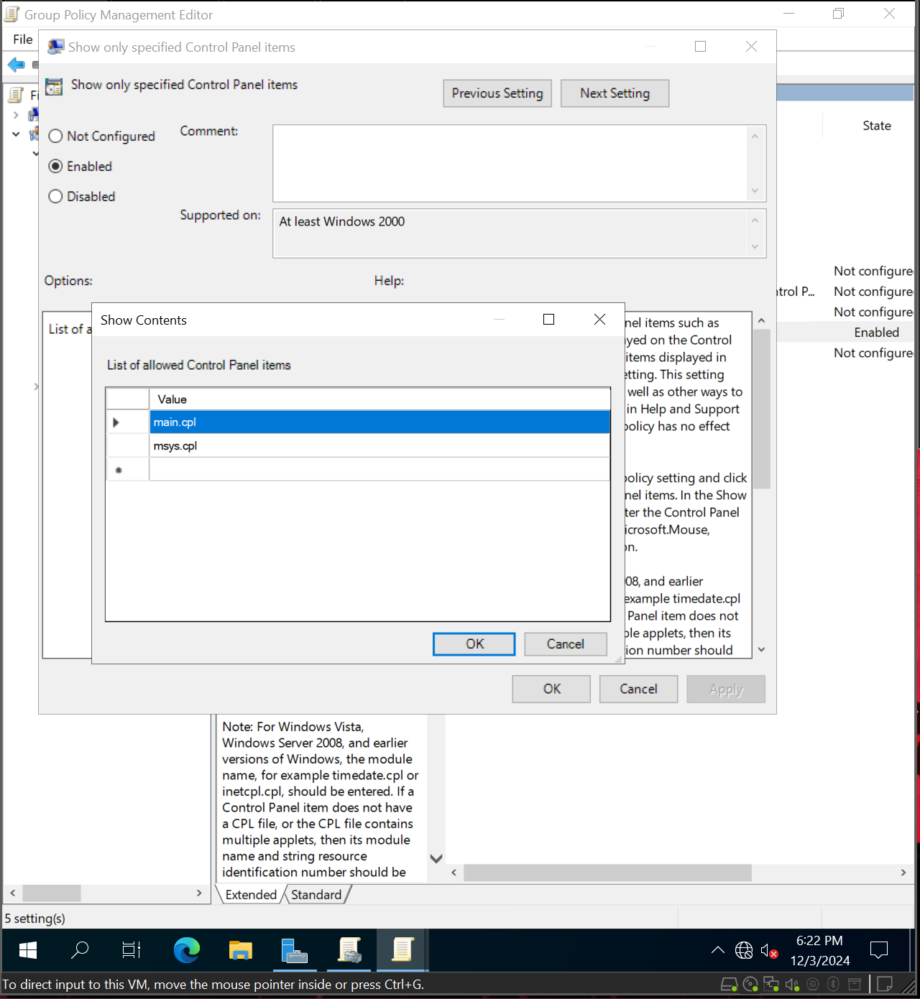 Group Policy Management Editor
File
Show only specified Control Panel items
Show only specified Control Panel items
Previous Setting
Next Setting
Not Configured
Enabled
Disabled
Comment:
Supported on:
At least Windows 2000
Options:
Help:
State
Not configure
ntrol P...
Not configure
Not configure
Enabled
Not configure
List of a
Show Contents
List of allowed Control Panel items
Value
main.cpl
msys.cpl
OK
Cancel
nel items such as
yed on the Control
items displayed in
etting. This setting
well as other ways to
in Help and Support
policy has no effect
policy setting and click
nel items. In the Show
ter the Control Panel
icrosoft.Mouse,
on.
08, and earlier
example timedate.cpl
Panel item does not
ple applets, then its
ion number should
OK
Cancel
Apply
Note: For Windows Vista,
Windows Server 2008, and earlier
versions of Windows, the module
name, for example timedate.cpl or
inetcpl.cpl, should be entered. If a
Control Panel item does not have
a CPL file, or the CPL file contains
multiple applets, then its module
name and string resource
identification number should be
Extended
Standard
5 setting(s)
6:22 PM
12/3/2024
To direct input to this VM, move the mouse pointer inside or press Ctrl+G.